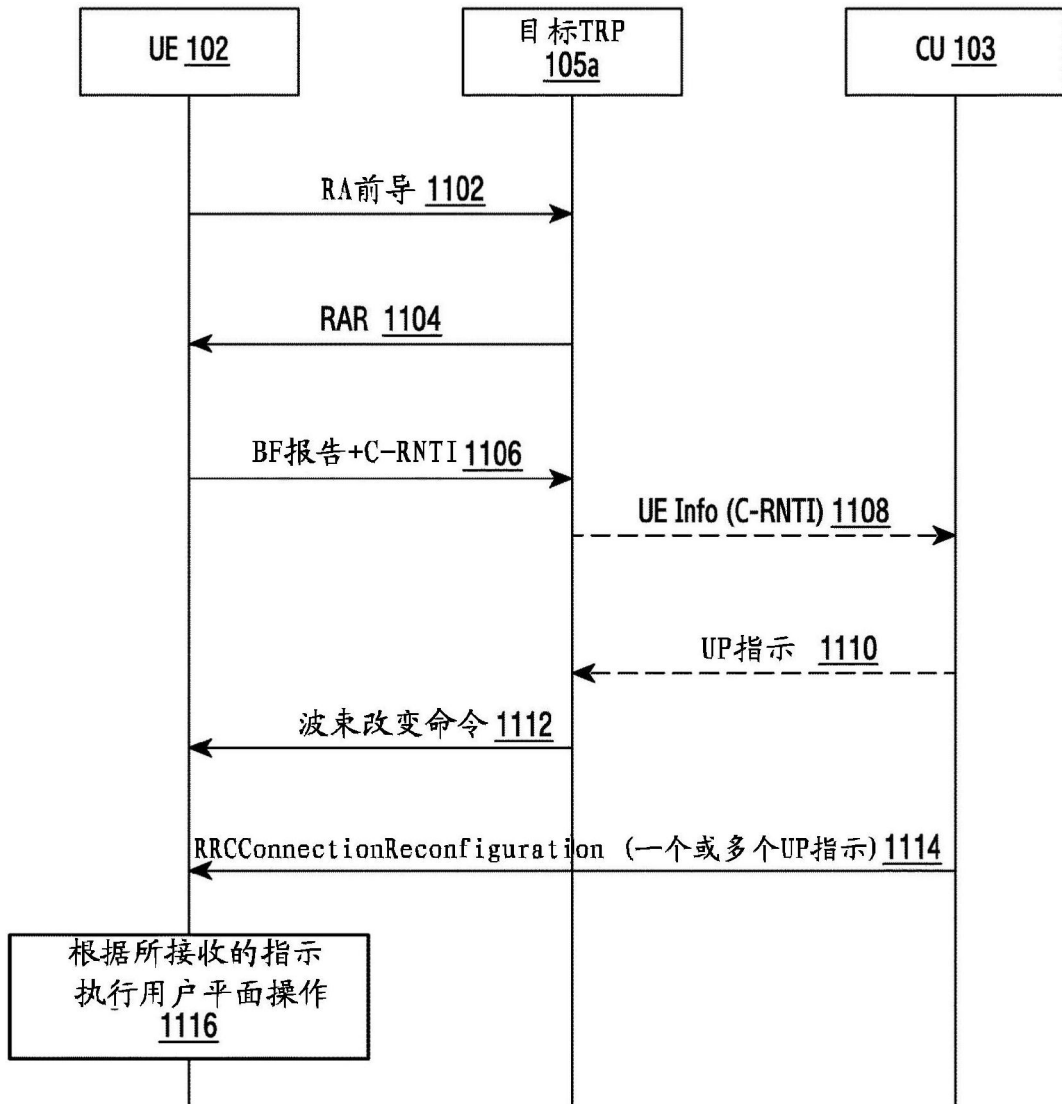 UE 102
目标TRP
105a
CU 103
RA前导 1102
RAR 1104
BF报告+C-RNTI 1106
UE Info (C-RNTI) 1108
UP指示 1110
波束改变命令 1112
RRCConnectionReconfiguration (一个或多个UP指示) 1114
根据所接收的指示
执行用户平面操作
1116